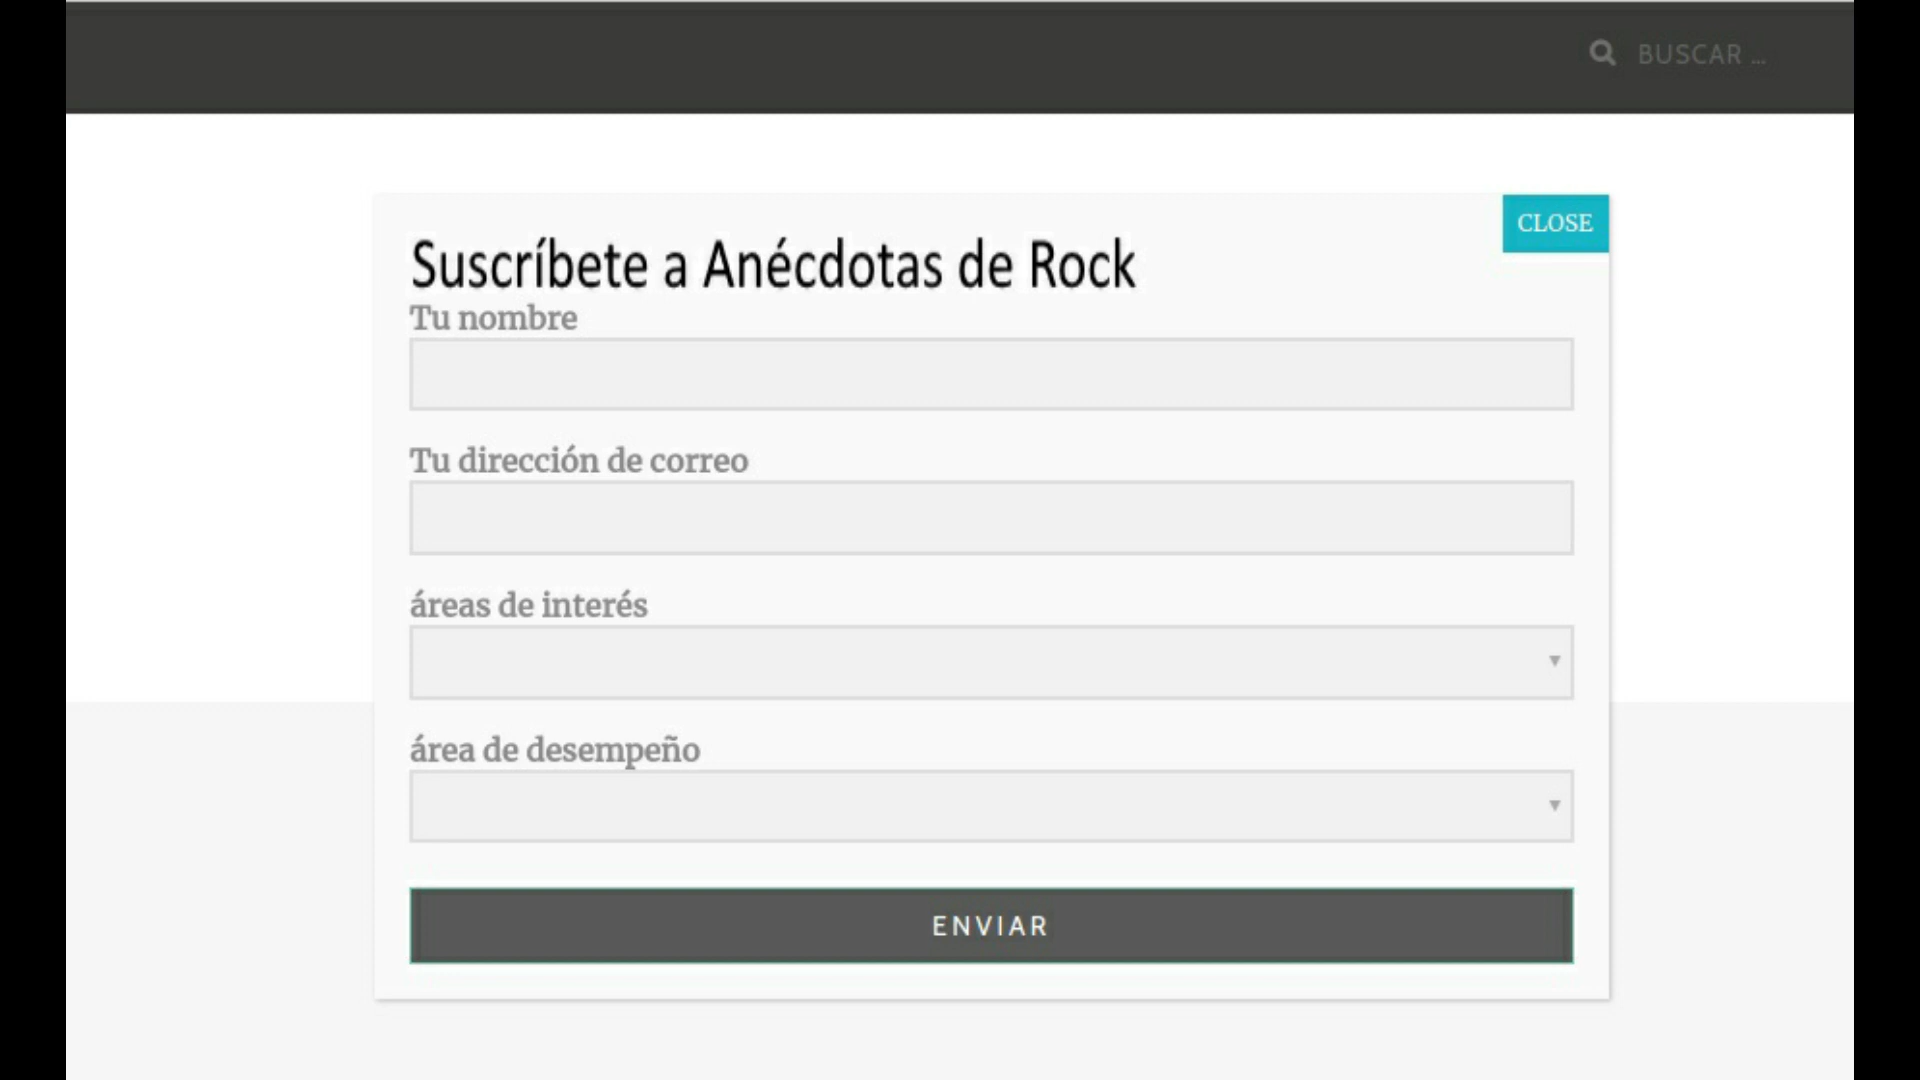 BUSCAR ...
CLOSE
Suscríbete a Anécdotas de Rock
Tu nombre
Tu dirección de correo
áreas de interés
área de desempeño
ENVIAR